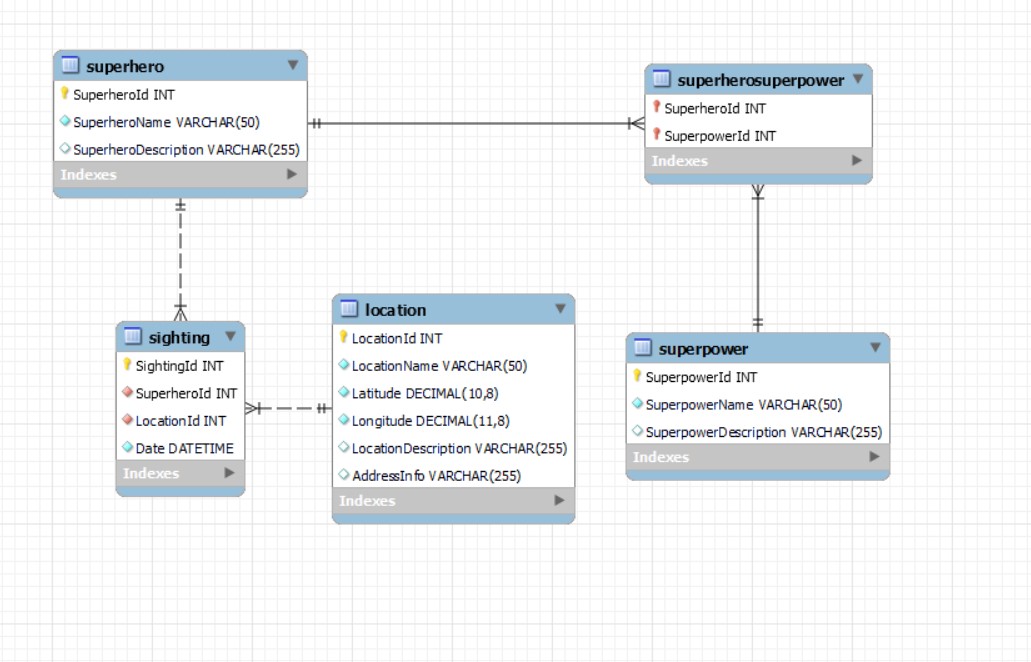 superhero
SuperheroId INT
SuperheroName VARCHAR(50)
SuperheroDescription VARCHAR(255)
Indexes
superherosuperpower
SuperheroId INT
SuperpowerId INT
Indexes
sighting
SightingId INT
SuperheroId INT
LocationId INT
Date DATETIME
Indexes
location
LocationId INT
LocationName VARCHAR(50)
Latitude DECIMAL(10,8)
Longitude DECIMAL(11,8)
LocationDescription VARCHAR(255)
AddressInfo VARCHAR(255)
Indexes
superpower
SuperpowerId INT
SuperpowerName VARCHAR(50)
SuperpowerDescription VARCHAR(255)
Indexes